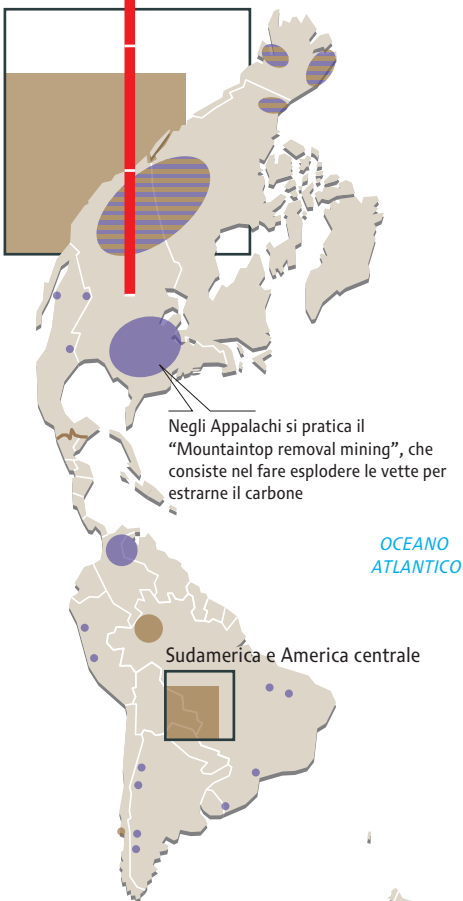 Negli Appalachi si pratica il
“Mountaintop removal mining”, che
consiste nel fare esplodere le vette per
estrarne il carbone
OCEANO
ATLANTICO
Sudamerica e America centrale